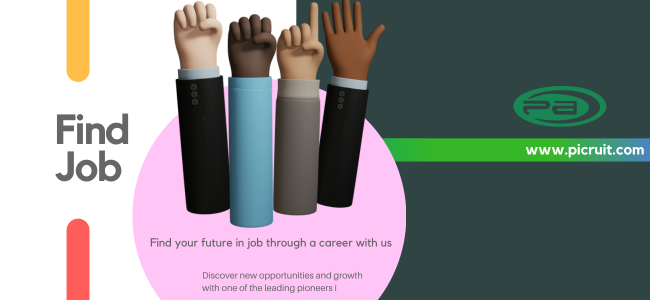 Find
Job
www.picruit.com
Find your future in job through a career with us
Discover new opportunities and growth
with one of the leading pioneers i